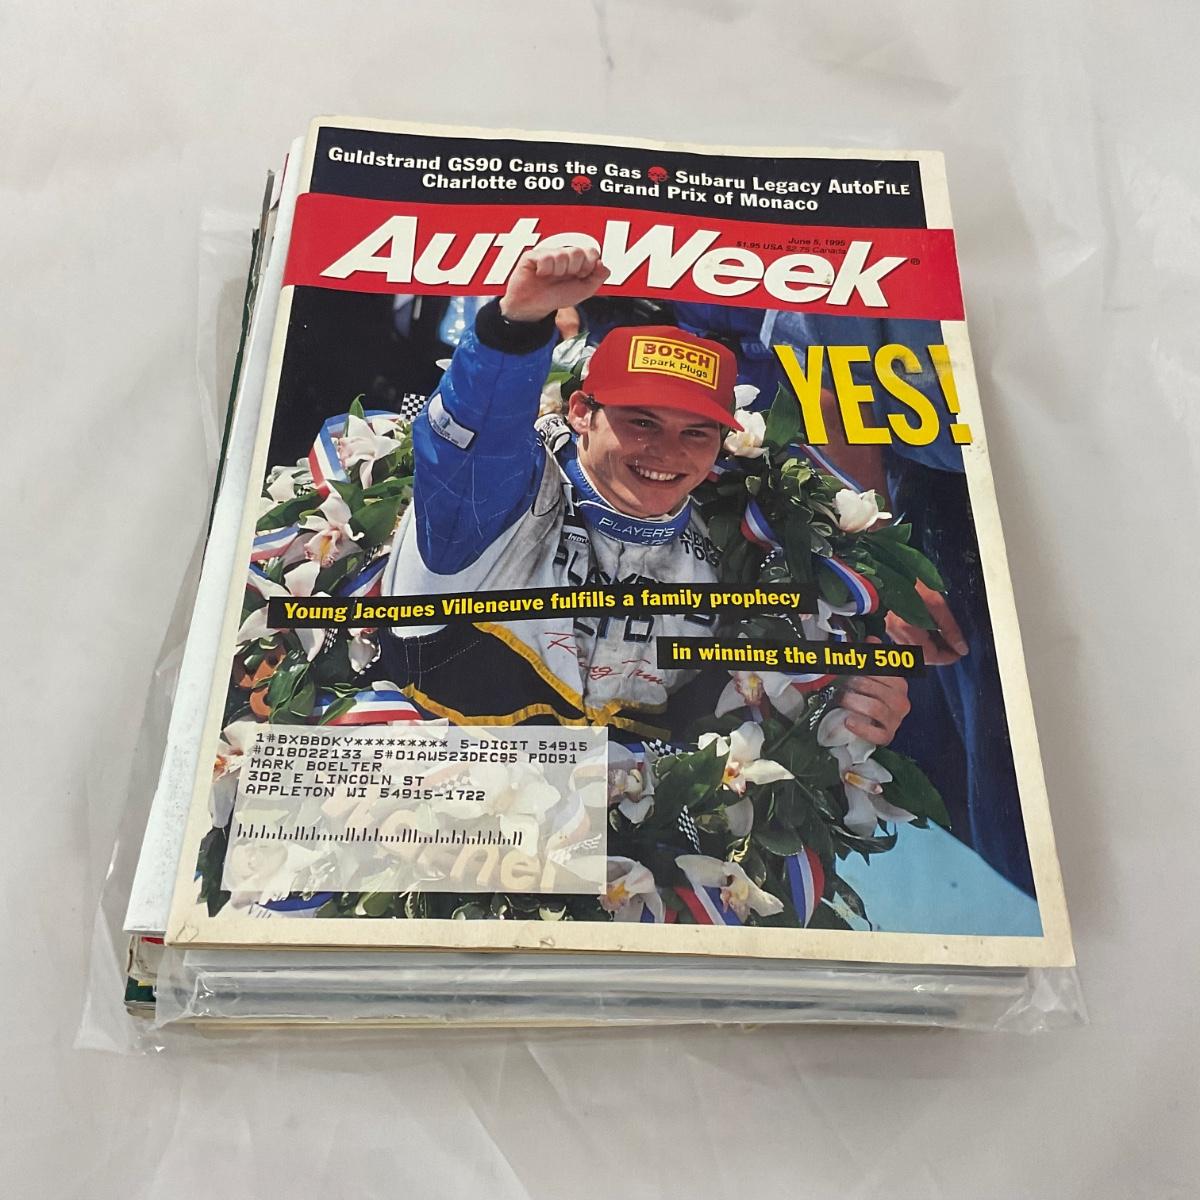 Guldstrand GS90 Cans the Gas Subaru Legacy AutoFILE
Charlotte 600 Grand Prix of Monaco
AutoWeek
June 5, 1995
$1.95 USA $2.75 Canada
®
YES!
BOSCH
Spark Plugs
PLAYER'S
LTD
INDY
Young Jacques Villeneuve fulfills a family prophecy
LTD.
in winning the Indy 500
1#BXBBDKY********* 5-DIGIT 54915
#01BD22133 5#01AW523DEC95 P0091
MARK BOELTER
302 E LINCOLN ST
APPLETON WI 54915-1722